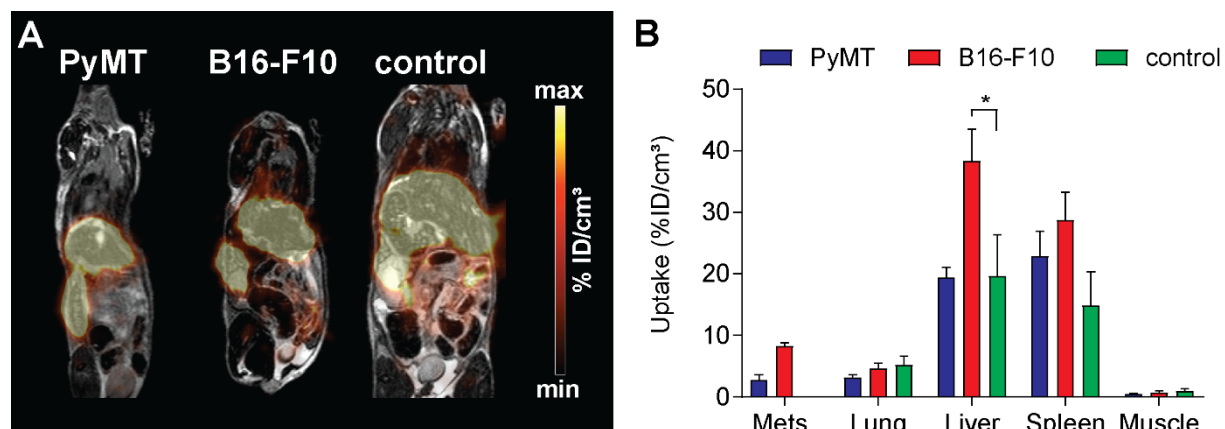 A
PyMT B16-F10 control
max
% ID/cm³
min
B
PyMT B16-F10 control
Uptake (%ID/cm³)
50
40
30
20
10
0
*
Mets Lung Liver Spleen Muscle